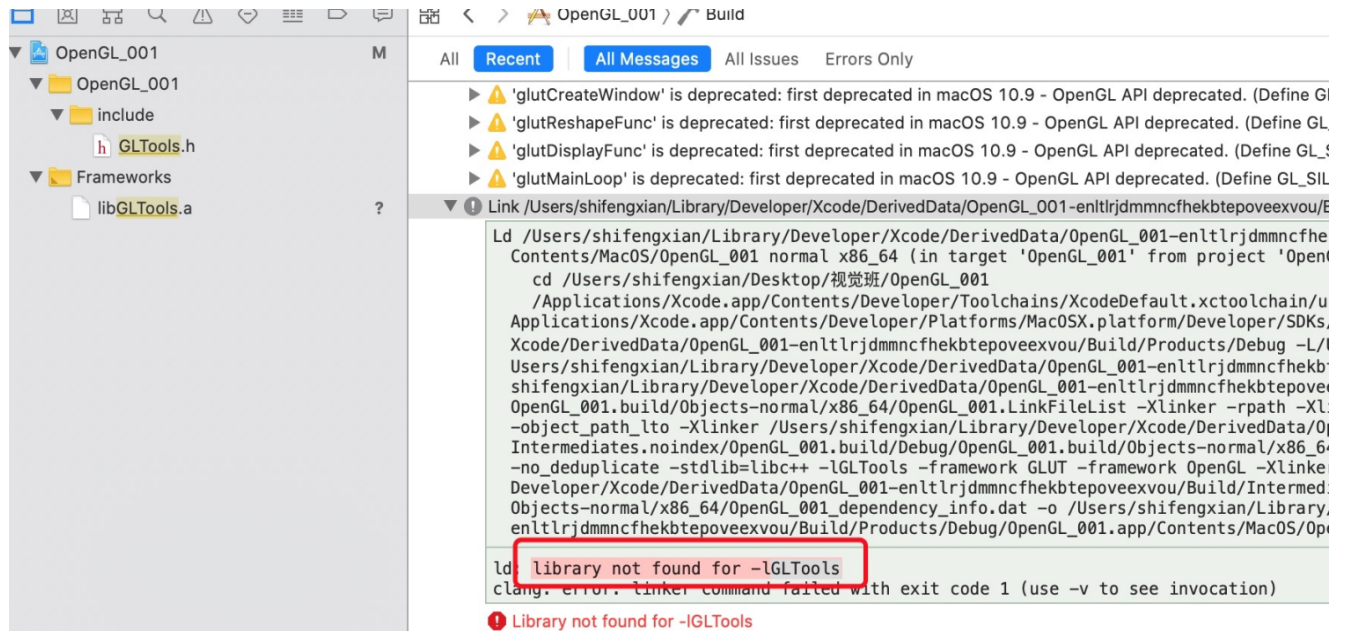 OpenGL_001 〉 Build
OpenGL_001 M
OpenGL_001
include
h GLTools.h
Frameworks
libGLTools.a ?
All Recent All Messages All Issues Errors Only
'glutCreateWindow' is deprecated: first deprecated in macOS 10.9 - OpenGL API deprecated. (Define
'glutReshapeFunc' is deprecated: first deprecated in macOS 10.9 - OpenGL API deprecated. (Define GL_
'glutDisplayFunc' is deprecated: first deprecated in macOS 10.9 - OpenGL API deprecated. (Define GL_S
'glutMainLoop' is deprecated: first deprecated in macOS 10.9 - OpenGL API deprecated. (Define GL_SIL
Link /Users/shifengxian/Library/Developer/Xcode/DerivedData/OpenGL_001-enltlrjdmmncfhekbtepoveexvou/
Ld /Users/shifengxian/Library/Developer/Xcode/DerivedData/OpenGL_001-enltlrjdmmncfhe
Contents/MacOS/OpenGL_001 normal x86_64 (in target 'OpenGL_001' from project 'Open
cd /Users/shifengxian/Desktop/视觉班/OpenGL_001
/Applications/Xcode.app/Contents/Developer/Toolchains/XcodeDefault.xctoolchain/u
Applications/Xcode.app/Contents/Developer/Platforms/MacOSX.platform/Developer/SDKs/
Xcode/DerivedData/OpenGL_001-enltlrjdmmncfhekbtepoveexvou/Build/Products/Debug -L/
Users/shifengxian/Library/Developer/Xcode/DerivedData/OpenGL_001-enltlrjdmmncfhekb
shifengxian/Library/Developer/Xcode/DerivedData/OpenGL_001-enltlrjdmmncfhekbtepove
OpenGL_001.build/Objects-normal/x86_64/OpenGL_001.LinkFileList -Xlinker -rpath -Xl
-object_path_lto -Xlinker /Users/shifengxian/Library/Developer/Xcode/DerivedData/Op
Intermediates.noindex/OpenGL_001.build/Debug/OpenGL_001.build/Objects-normal/x86_6
-no_deduplicate -stdlib=libc++ -lGLTools -framework GLUT -framework OpenGL -Xlinker
Developer/Xcode/DerivedData/OpenGL_001-enltlrjdmmncfhekbtepoveexvou/Build/Intermed
Objects-normal/x86_64/OpenGL_001_dependency_info.dat -o /Users/shifengxian/Library/
enltlrjdmmncfhekbtepoveexvou/Build/Products/Debug/OpenGL_001.app/Contents/MacOS/Op
ld: library not found for -lGLTools
clang: error: linker command failed with exit code 1 (use -v to see invocation)
Library not found for -lGLTools